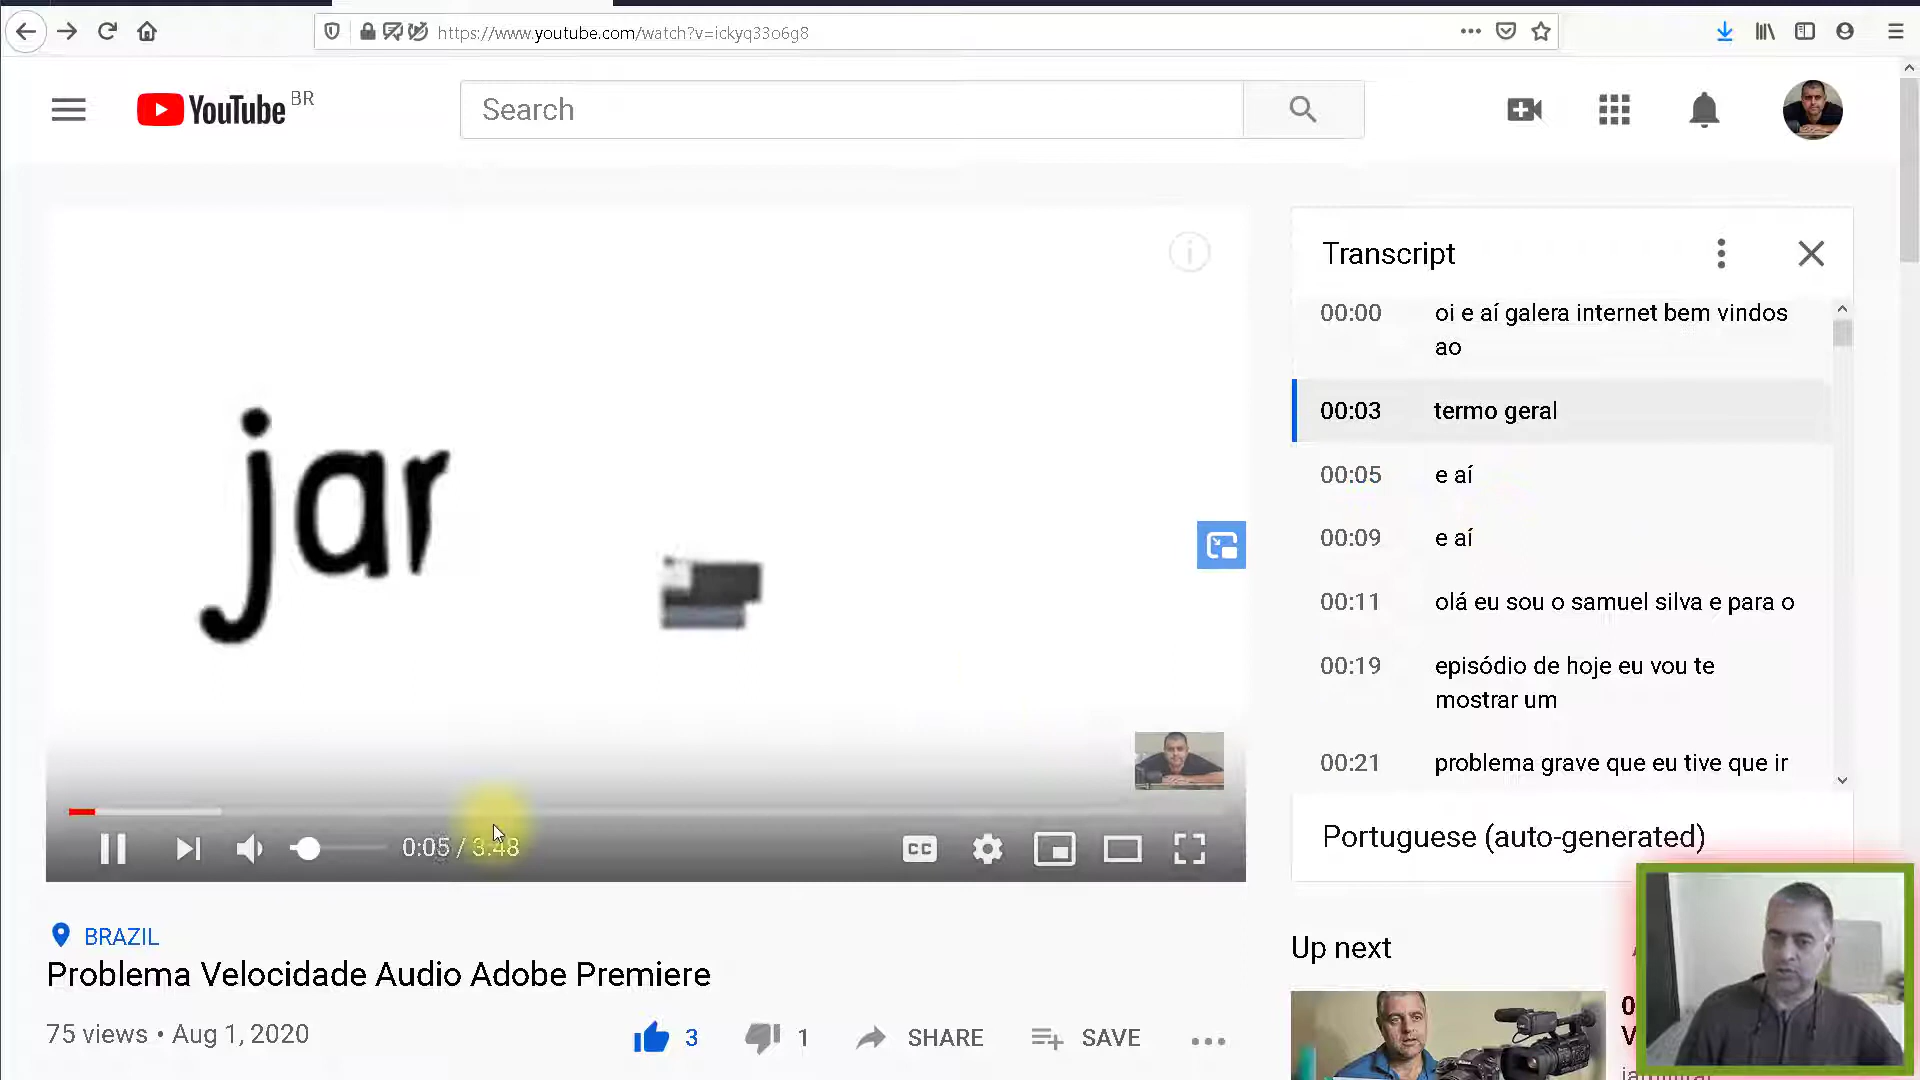 https://www.youtube.com/watch?v=ickyq33o6g8
YouTube BR
Search
jar
0:05 / 3:48
CC
BRAZIL
Problema Velocidade Audio Adobe Premiere
75 views • Aug 1, 2020
3
1
SHARE
SAVE
Transcript
00:00 oi e aí galera internet bem vindos
ao
00:03 termo geral
00:05 e aí
00:09 e aí
00:11 olá eu sou o samuel silva e para o
00:19 episódio de hoje eu vou te
mostrar um
00:21 problema grave que eu tive que ir
Portuguese (auto-generated)
Up next